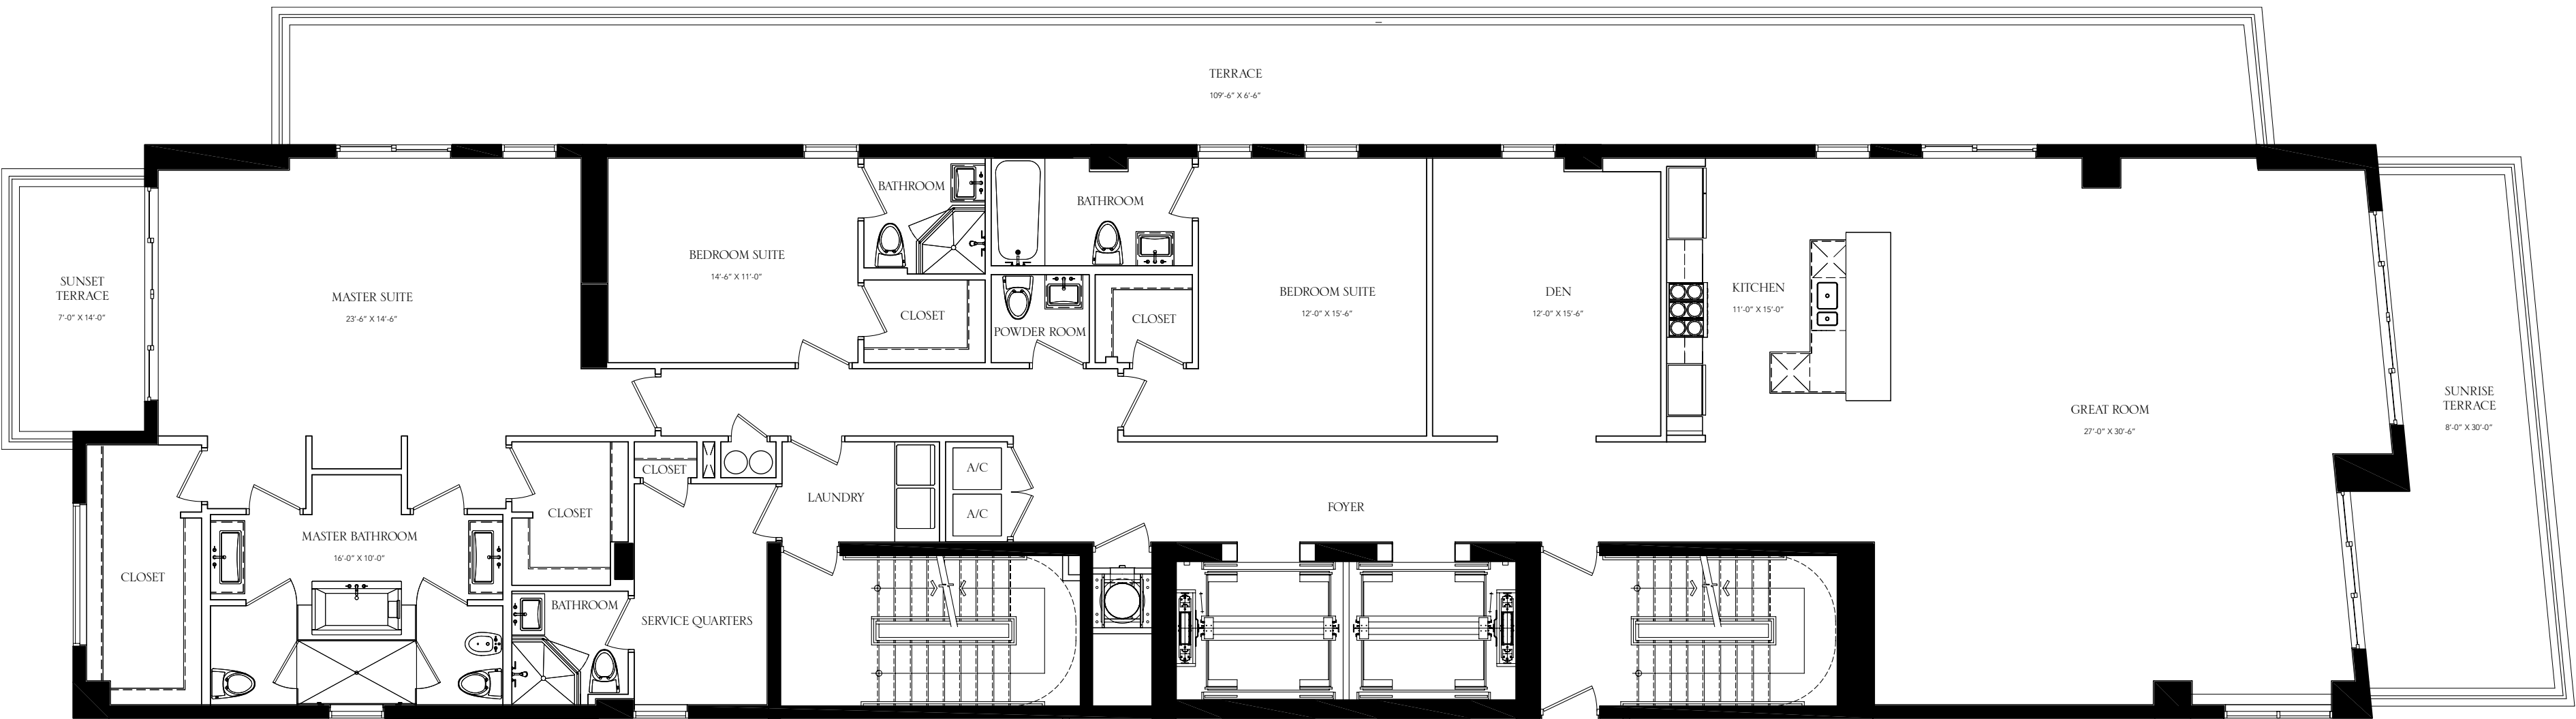 TERRACE
109'-6" X 6'-6"
SUNSET
TERRACE
7'-0" X 14'-0"
MASTER SUITE
23'-6" X 14'-6"
BEDROOM SUITE
14'-6" X 11'-0"
BATHROOM
CLOSET
BATHROOM
POWDER ROOM
CLOSET
BEDROOM SUITE
12'-0" X 15'-6"
DEN
12'-0" X 15'-6"
KITCHEN
11'-0" X 15'-0"
GREAT ROOM
27'-0" X 30'-6"
SUNRISE
TERRACE
8'-0" X 30'-0"
CLOSET
MASTER BATHROOM
16'-0" X 10'-0"
CLOSET
CLOSET
BATHROOM
SERVICE QUARTERS
LAUNDRY
A/C
A/C
FOYER